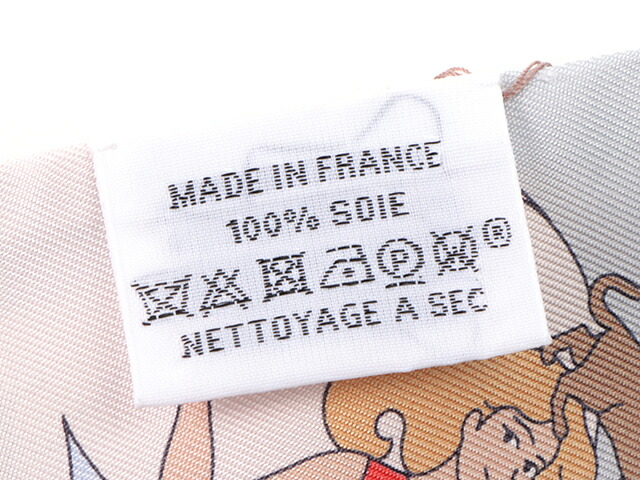 MADE IN FRANCE
100% SOIE
P W ®
NETTOYAGE A SEC